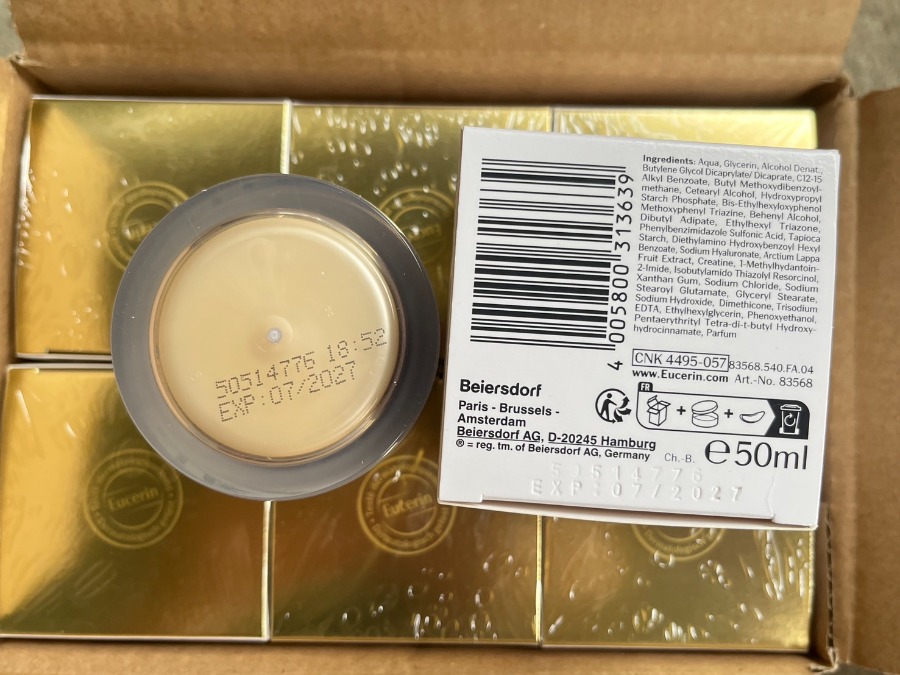 50514776 18:52
EXP:07/2027
Ingredients: Aqua, Glycerin, Alcohol Denat.,
Butylene Glycol Dicaprylate/ Dicaprate, C12-15
Alkyl Benzoate, Butyl Methoxydibenzoyl-
methane, Cetearyl Alcohol, Hydroxypropyl
Starch Phosphate, Bis-Ethylhexyloxyphenol
Methoxyphenyl Triazine, Behenyl Alcohol,
Dibutyl Adipate, Ethylhexyl Triazone,
Phenylbenzimidazole Sulfonic Acid, Tapioca
Starch, Diethylamino Hydroxybenzoyl Hexyl
Benzoate, Sodium Hyaluronate, Arctium Lappa
Fruit Extract, Creatine, 1-Methylhydantoin-
2-Imide, Isobutylamido Thiazolyl Resorcinol,
Xanthan Gum, Sodium Chloride, Sodium
Stearoyl Glutamate, Glyceryl Stearate,
Sodium Hydroxide, Dimethicone, Trisodium
EDTA, Ethylhexylglycerin, Phenoxyethanol,
Pentaerythrityl Tetra-di-t-butyl Hydroxy-
hydrocinnamate, Parfum
4 005800 313639
CNK 4495-057 83568.540.FA.04
www.Eucerin.com Art.-No. 83568
FR
Beiersdorf
Paris - Brussels -
Amsterdam
Beiersdorf AG, D-20245 Hamburg
® = reg. tm. of Beiersdorf AG, Germany
Ch.-B. e 50ml
50514776
EXP:07/2027
Eucerin
Eucerin